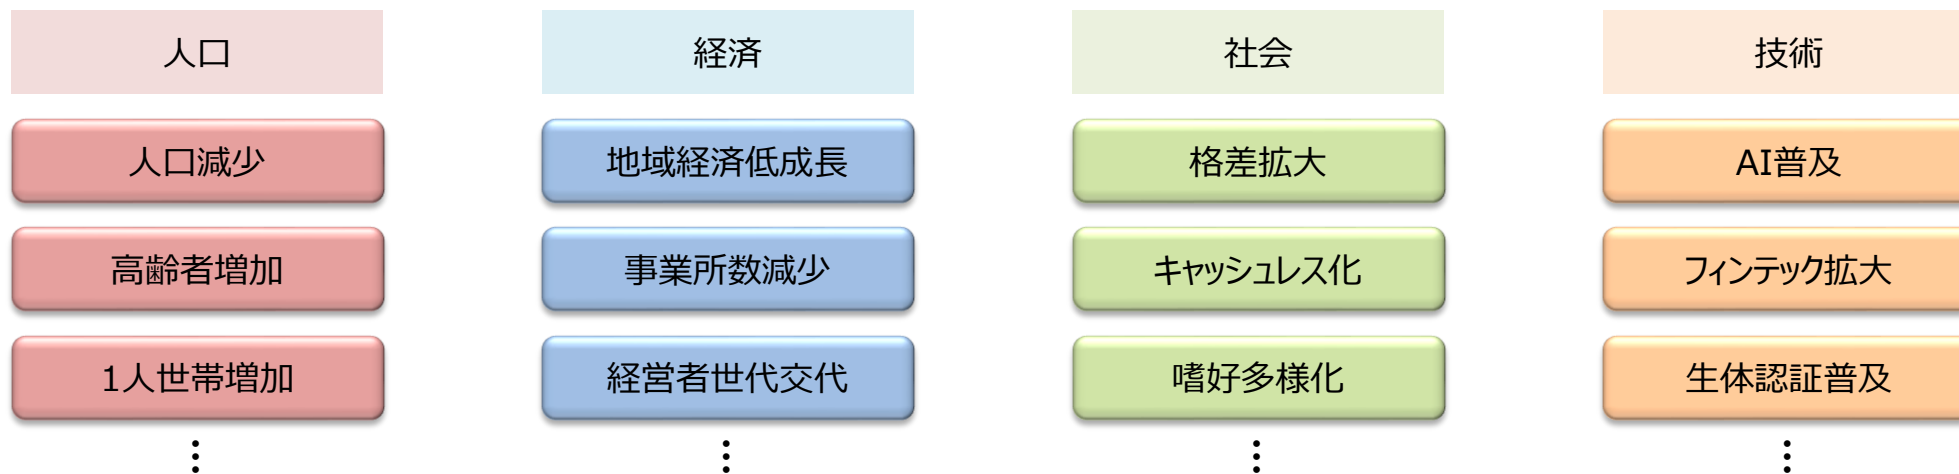 人口
経済
社会
技術
人口減少
地域経済低成長
格差拡大
AI普及
高齢者増加
事業所数減少
キャッシュレス化
フィンテック拡大
1人世帯増加
経営者世代交代
嗜好多様化
生体認証普及
⋮
⋮
⋮
⋮